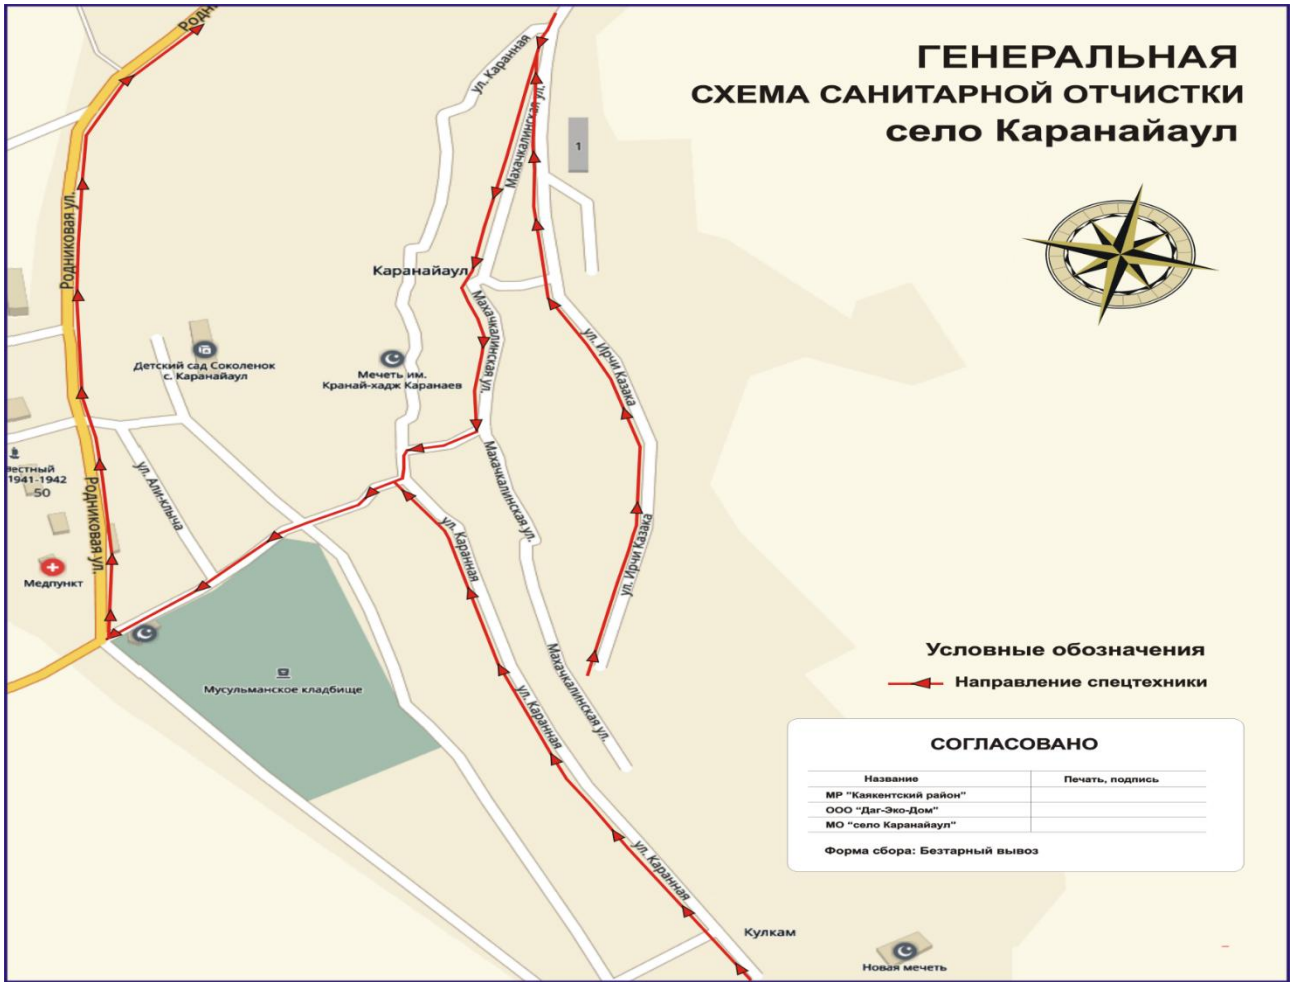 ГЕНЕРАЛЬНАЯ
СХЕМА САНИТАРНОЙ ОТЧИСТКИ
село Каранайаул
Родни
ул. Каранная
Махачкалинская ул.
1
Родниковая ул.
Каранайаул
Махачкалинская ул.
ул. Ирчи Казака
Детский сад Соколенок
с. Каранайаул
Мечеть им.
Кранай-хадж Каранаев
Махачкалинская ул.
вестный
1941-1942
50
ул. Али-клыча
Родниковая ул.
ул. Каранная
ул. Ирчи Казака
Медпункт
Мусульманское кладбище
Махачкалинская ул.
ул. Каранная
ул. Каранная
Кулкам
Новая мечеть
Условные обозначения
Направление спецтехники
СОГЛАСОВАНО
Название Печать, подпись
МР "Каякентский район"
ООО "Даг-Эко-Дом"
МО "село Каранайаул"
Форма сбора: Безтарный вывоз